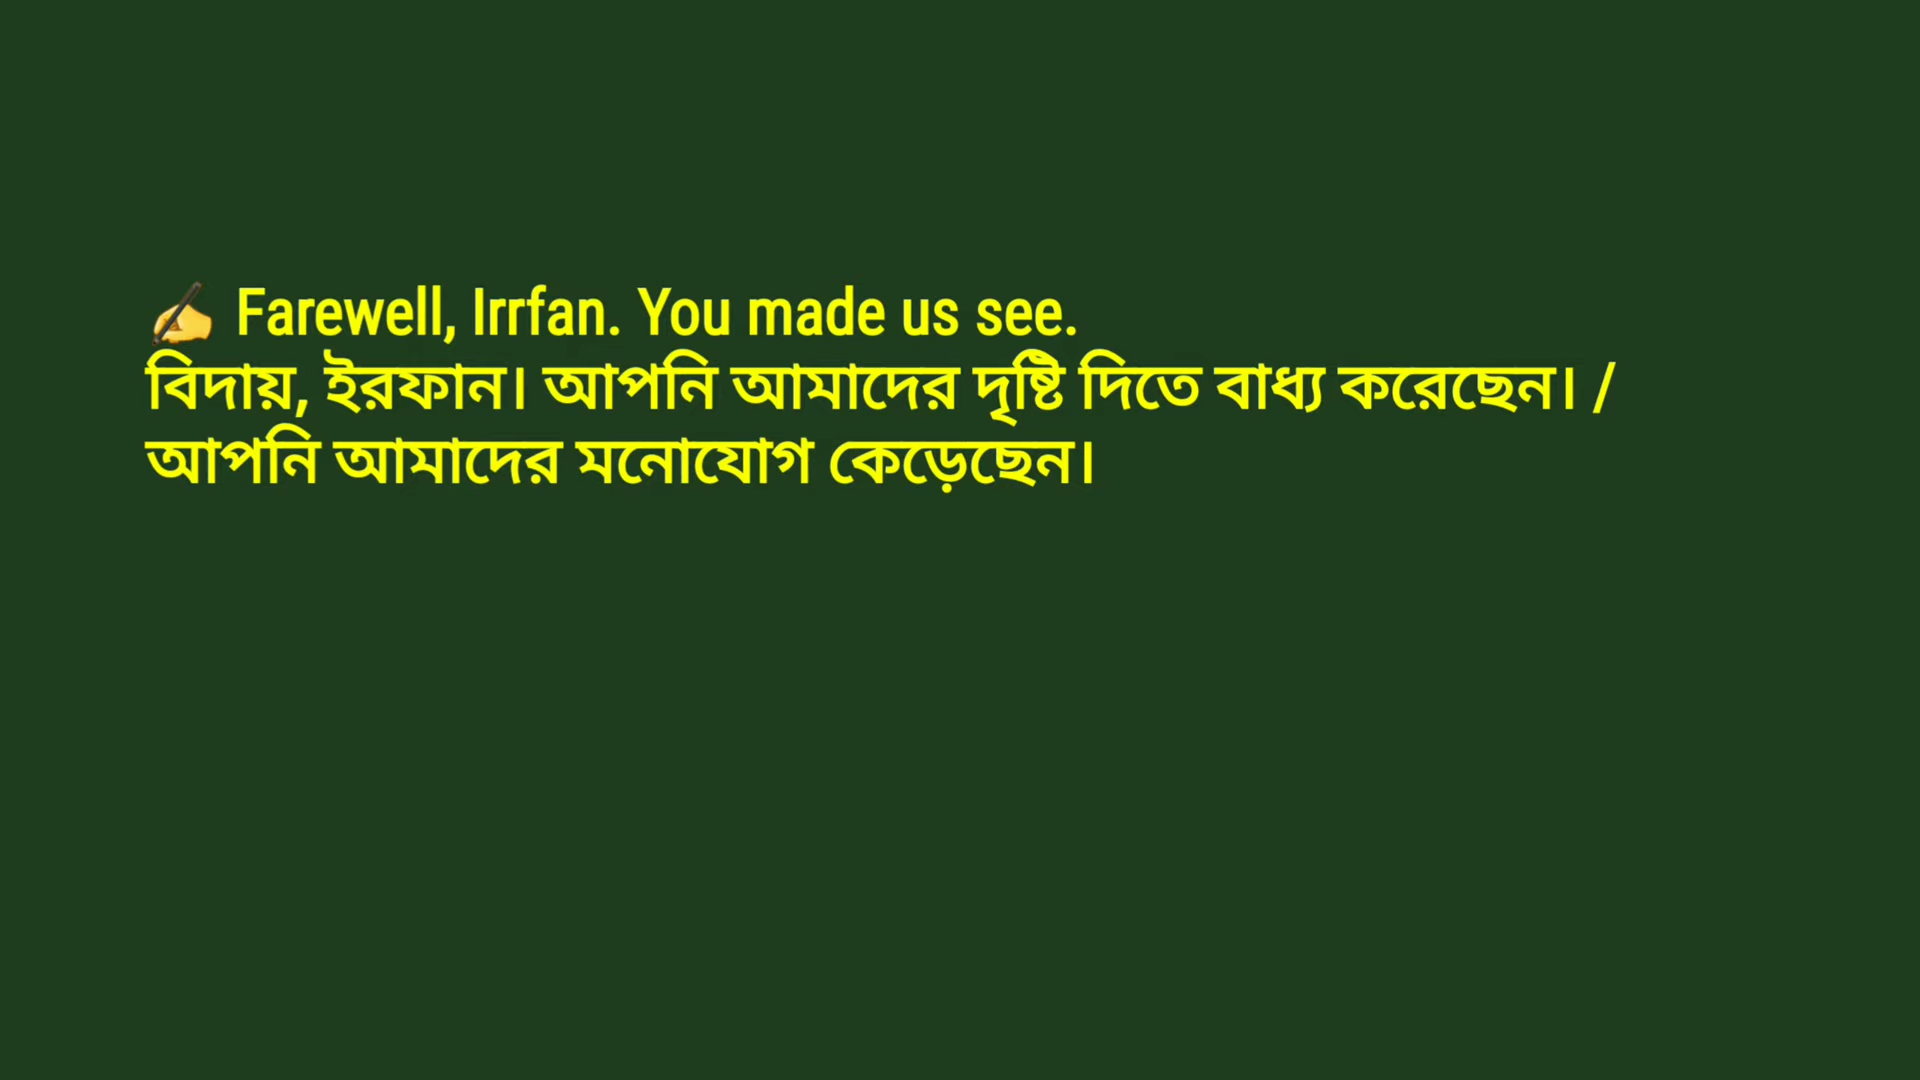 ✍️ Farewell, Irrfan. You made us see.
বিদায়, ইরফান। আপনি আমাদের দৃষ্টি দিতে বাধ্য করেছেন। /
আপনি আমাদের মনোযোগ কেড়েছেন।